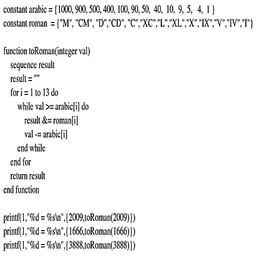 constant arabic = {1000, 900, 500, 400, 100, 90, 50, 40, 10, 9, 5, 4, 1 }
constant roman = {"M", "CM", "D","CD", "C","XC","L","XL","X","IX","V","IV","I"}
function toRoman(integer val)
sequence result
result = ""
for i = 1 to 13 do
while val >= arabic[i] do
result &= roman[i]
val -= arabic[i]
end while
end for
return result
end function
printf(1,"%d = %s\n",{2009,toRoman(2009)})
printf(1,"%d = %s\n",{1666,toRoman(1666)})
printf(1,"%d = %s\n",{3888,toRoman(3888)})